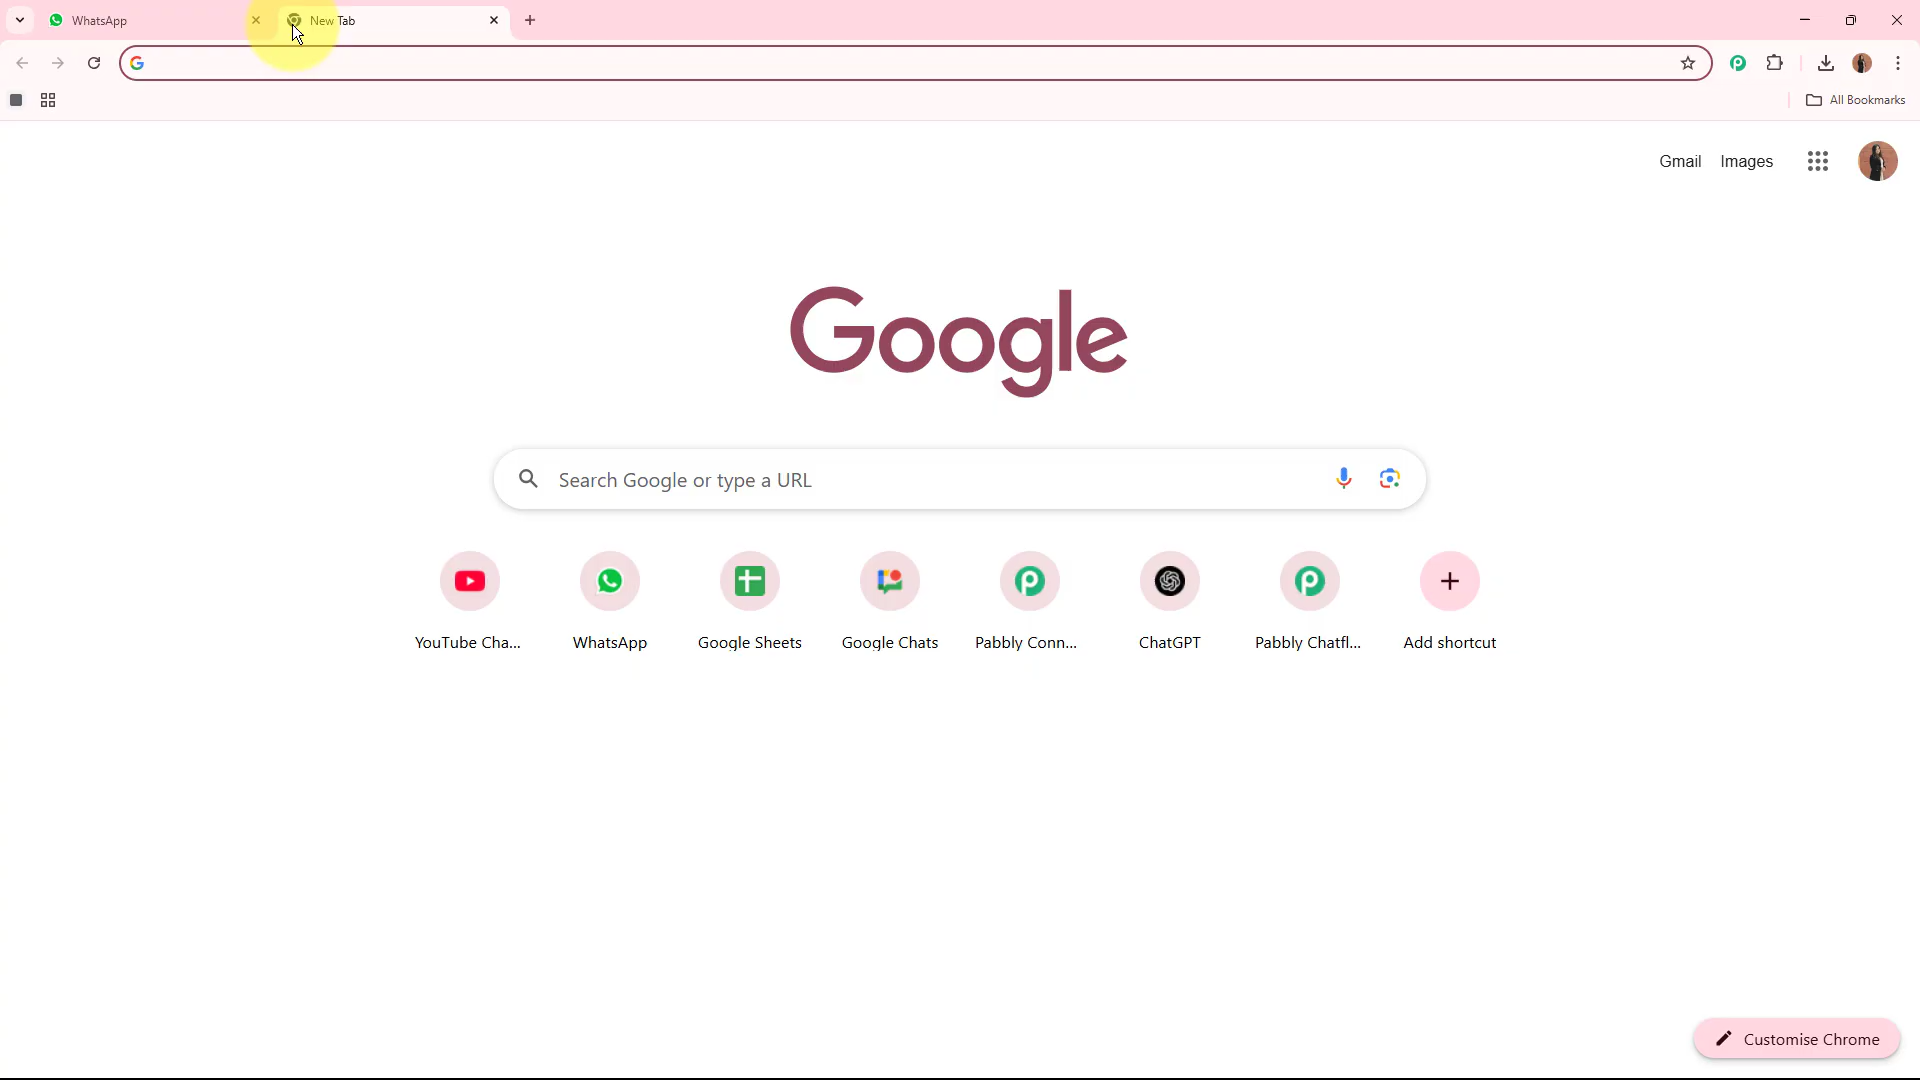 WhatsApp
New Tab
All Bookmarks
Gmail Images
Google
Search Google or type a URL
YouTube Cha... WhatsApp Google Sheets Google Chats Pabbly Conn... ChatGPT Pabbly Chatfl... Add shortcut
Customise Chrome